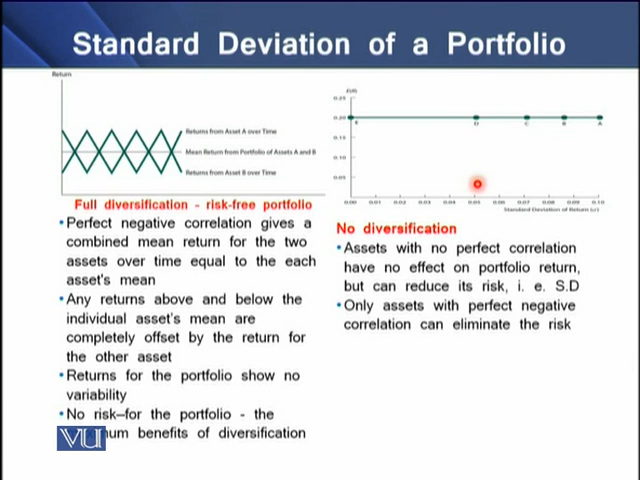 Standard Deviation of a Portfolio
Return
Returns from Asset A over Time
Mean Return from Portfolio of Assets A and B
Returns from Asset B over Time
Full diversification - risk-free portfolio
•Perfect negative correlation gives a
combined mean return for the two
assets over time equal to the each
asset's mean
•Any returns above and below the
individual asset's mean are
completely offset by the return for
the other asset
•Returns for the portfolio show no
variability
•No risk–for the portfolio - the
mum benefits of diversification
VU
E(R)
0.25
0.20
0.15
0.10
0.05
E D C B A
0.00 0.01 0.02 0.03 0.04 0.05 0.06 0.07 0.08 0.09 0.10
Standard Deviation of Return (σ)
No diversification
•Assets with no perfect correlation
have no effect on portfolio return,
but can reduce its risk, i. e. S.D
•Only assets with perfect negative
correlation can eliminate the risk